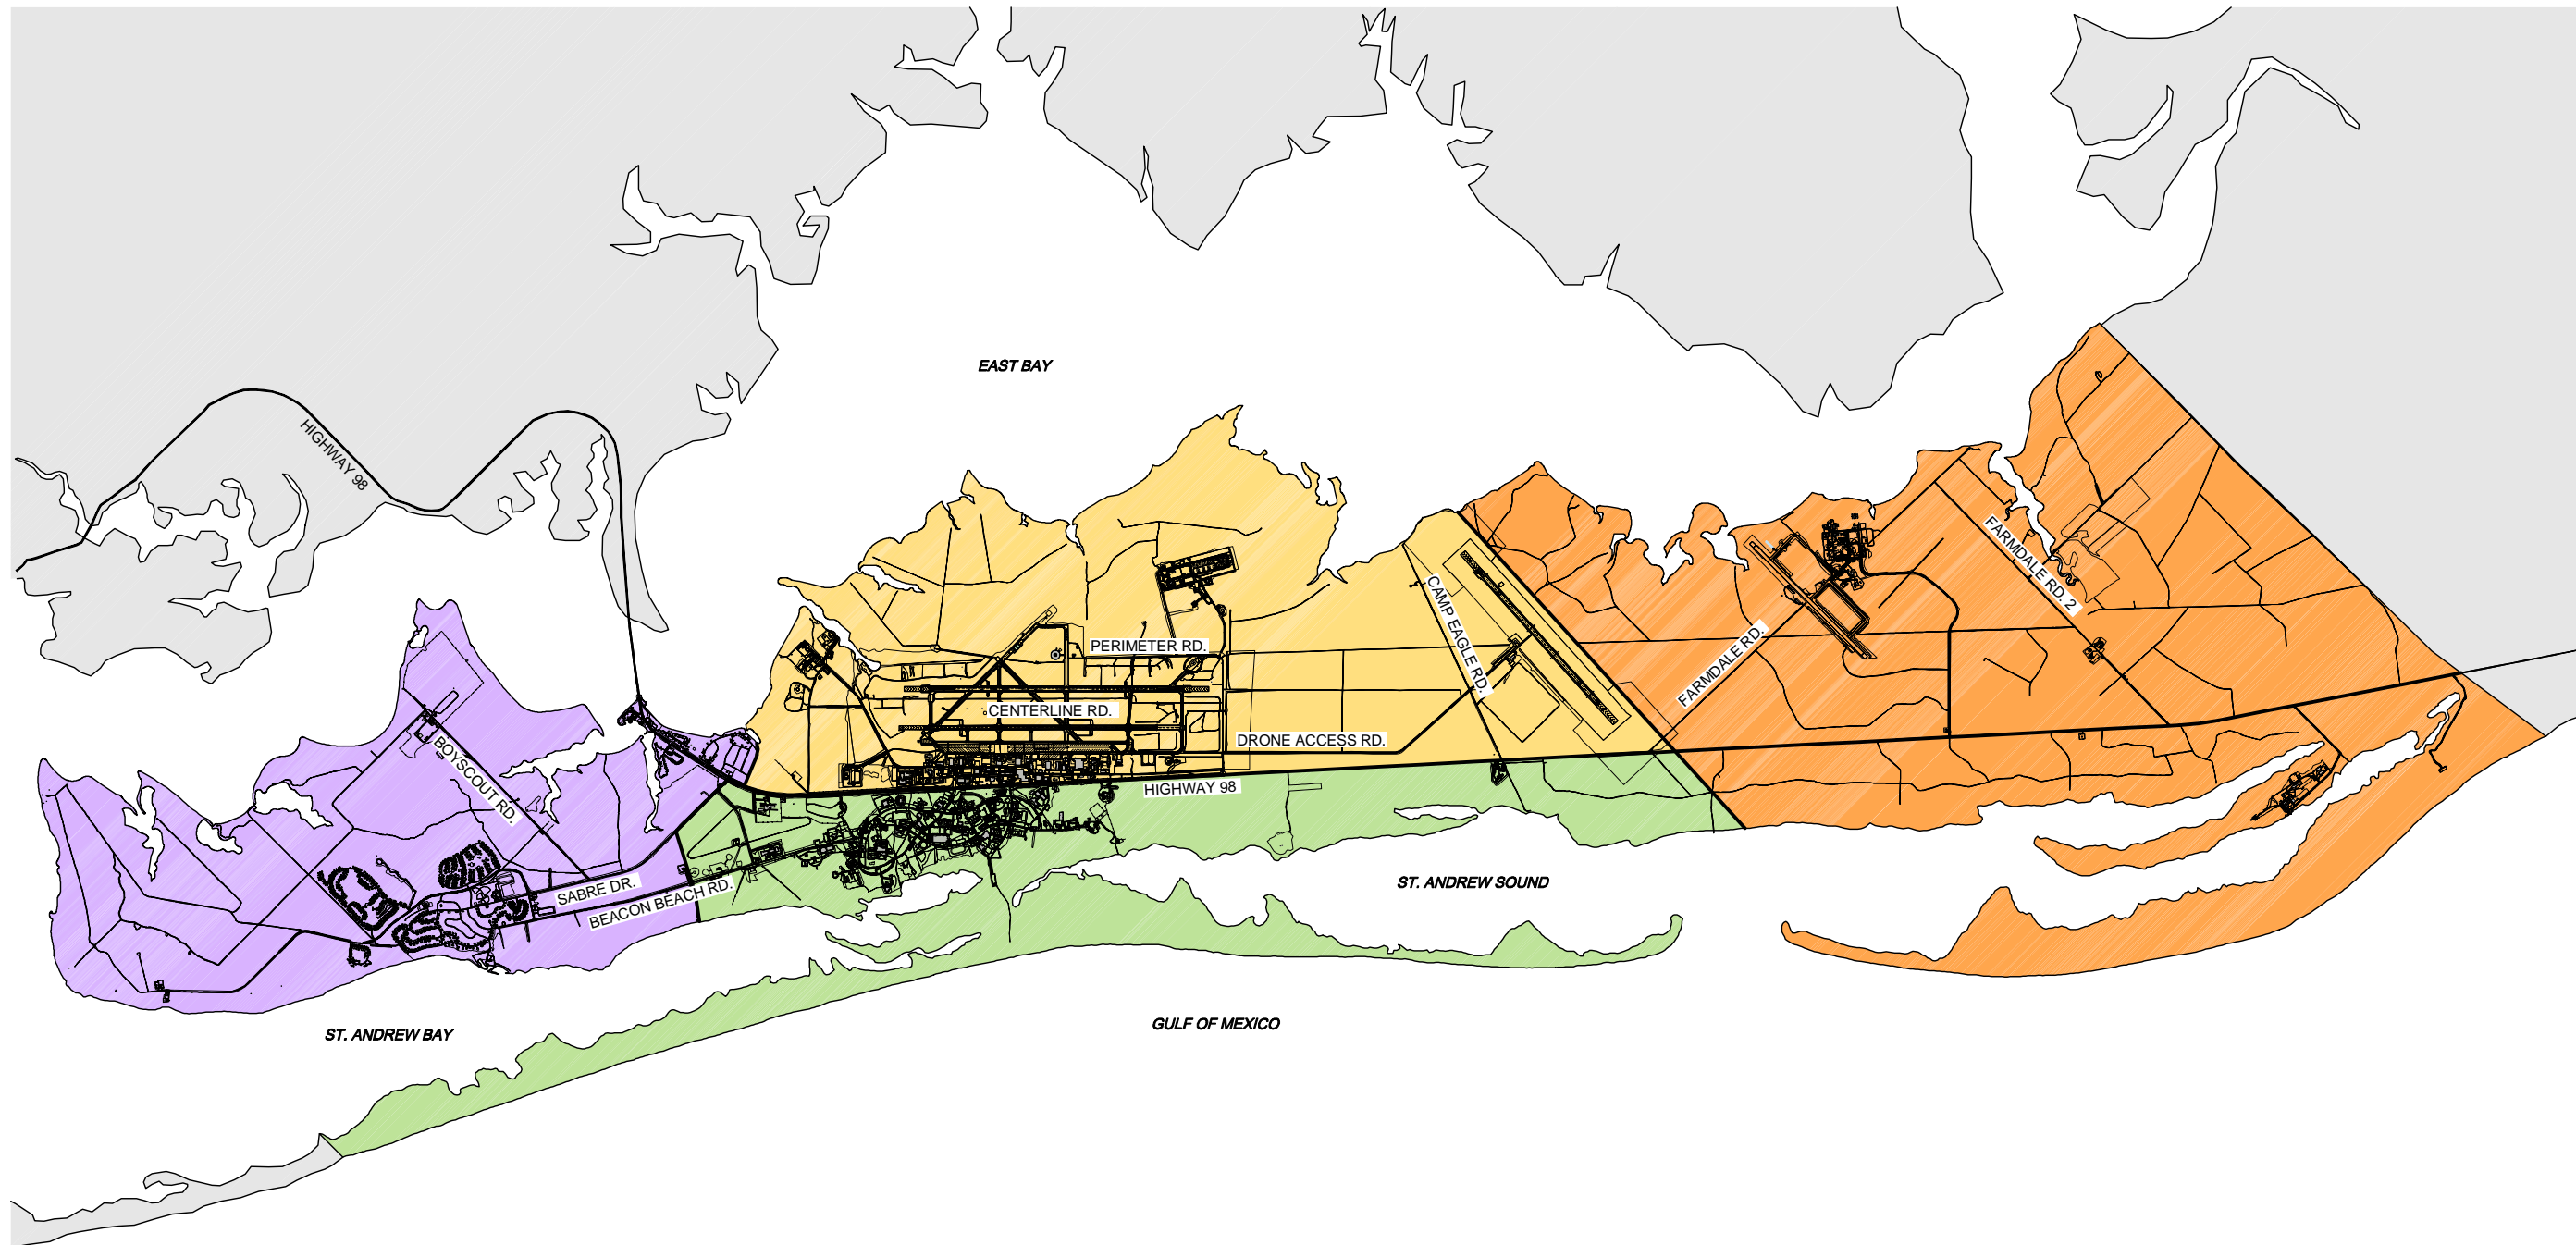 EAST BAY
HIGHWAY 98
FARMDALE RD. 2
CAMP EAGLE RD.
PERIMETER RD.
FARMDALE RD.
CENTERLINE RD.
DRONE ACCESS RD.
BOYSCOUT RD.
HIGHWAY 98
SABRE DR.
BEACON BEACH RD.
ST. ANDREW SOUND
GULF OF MEXICO
ST. ANDREW BAY